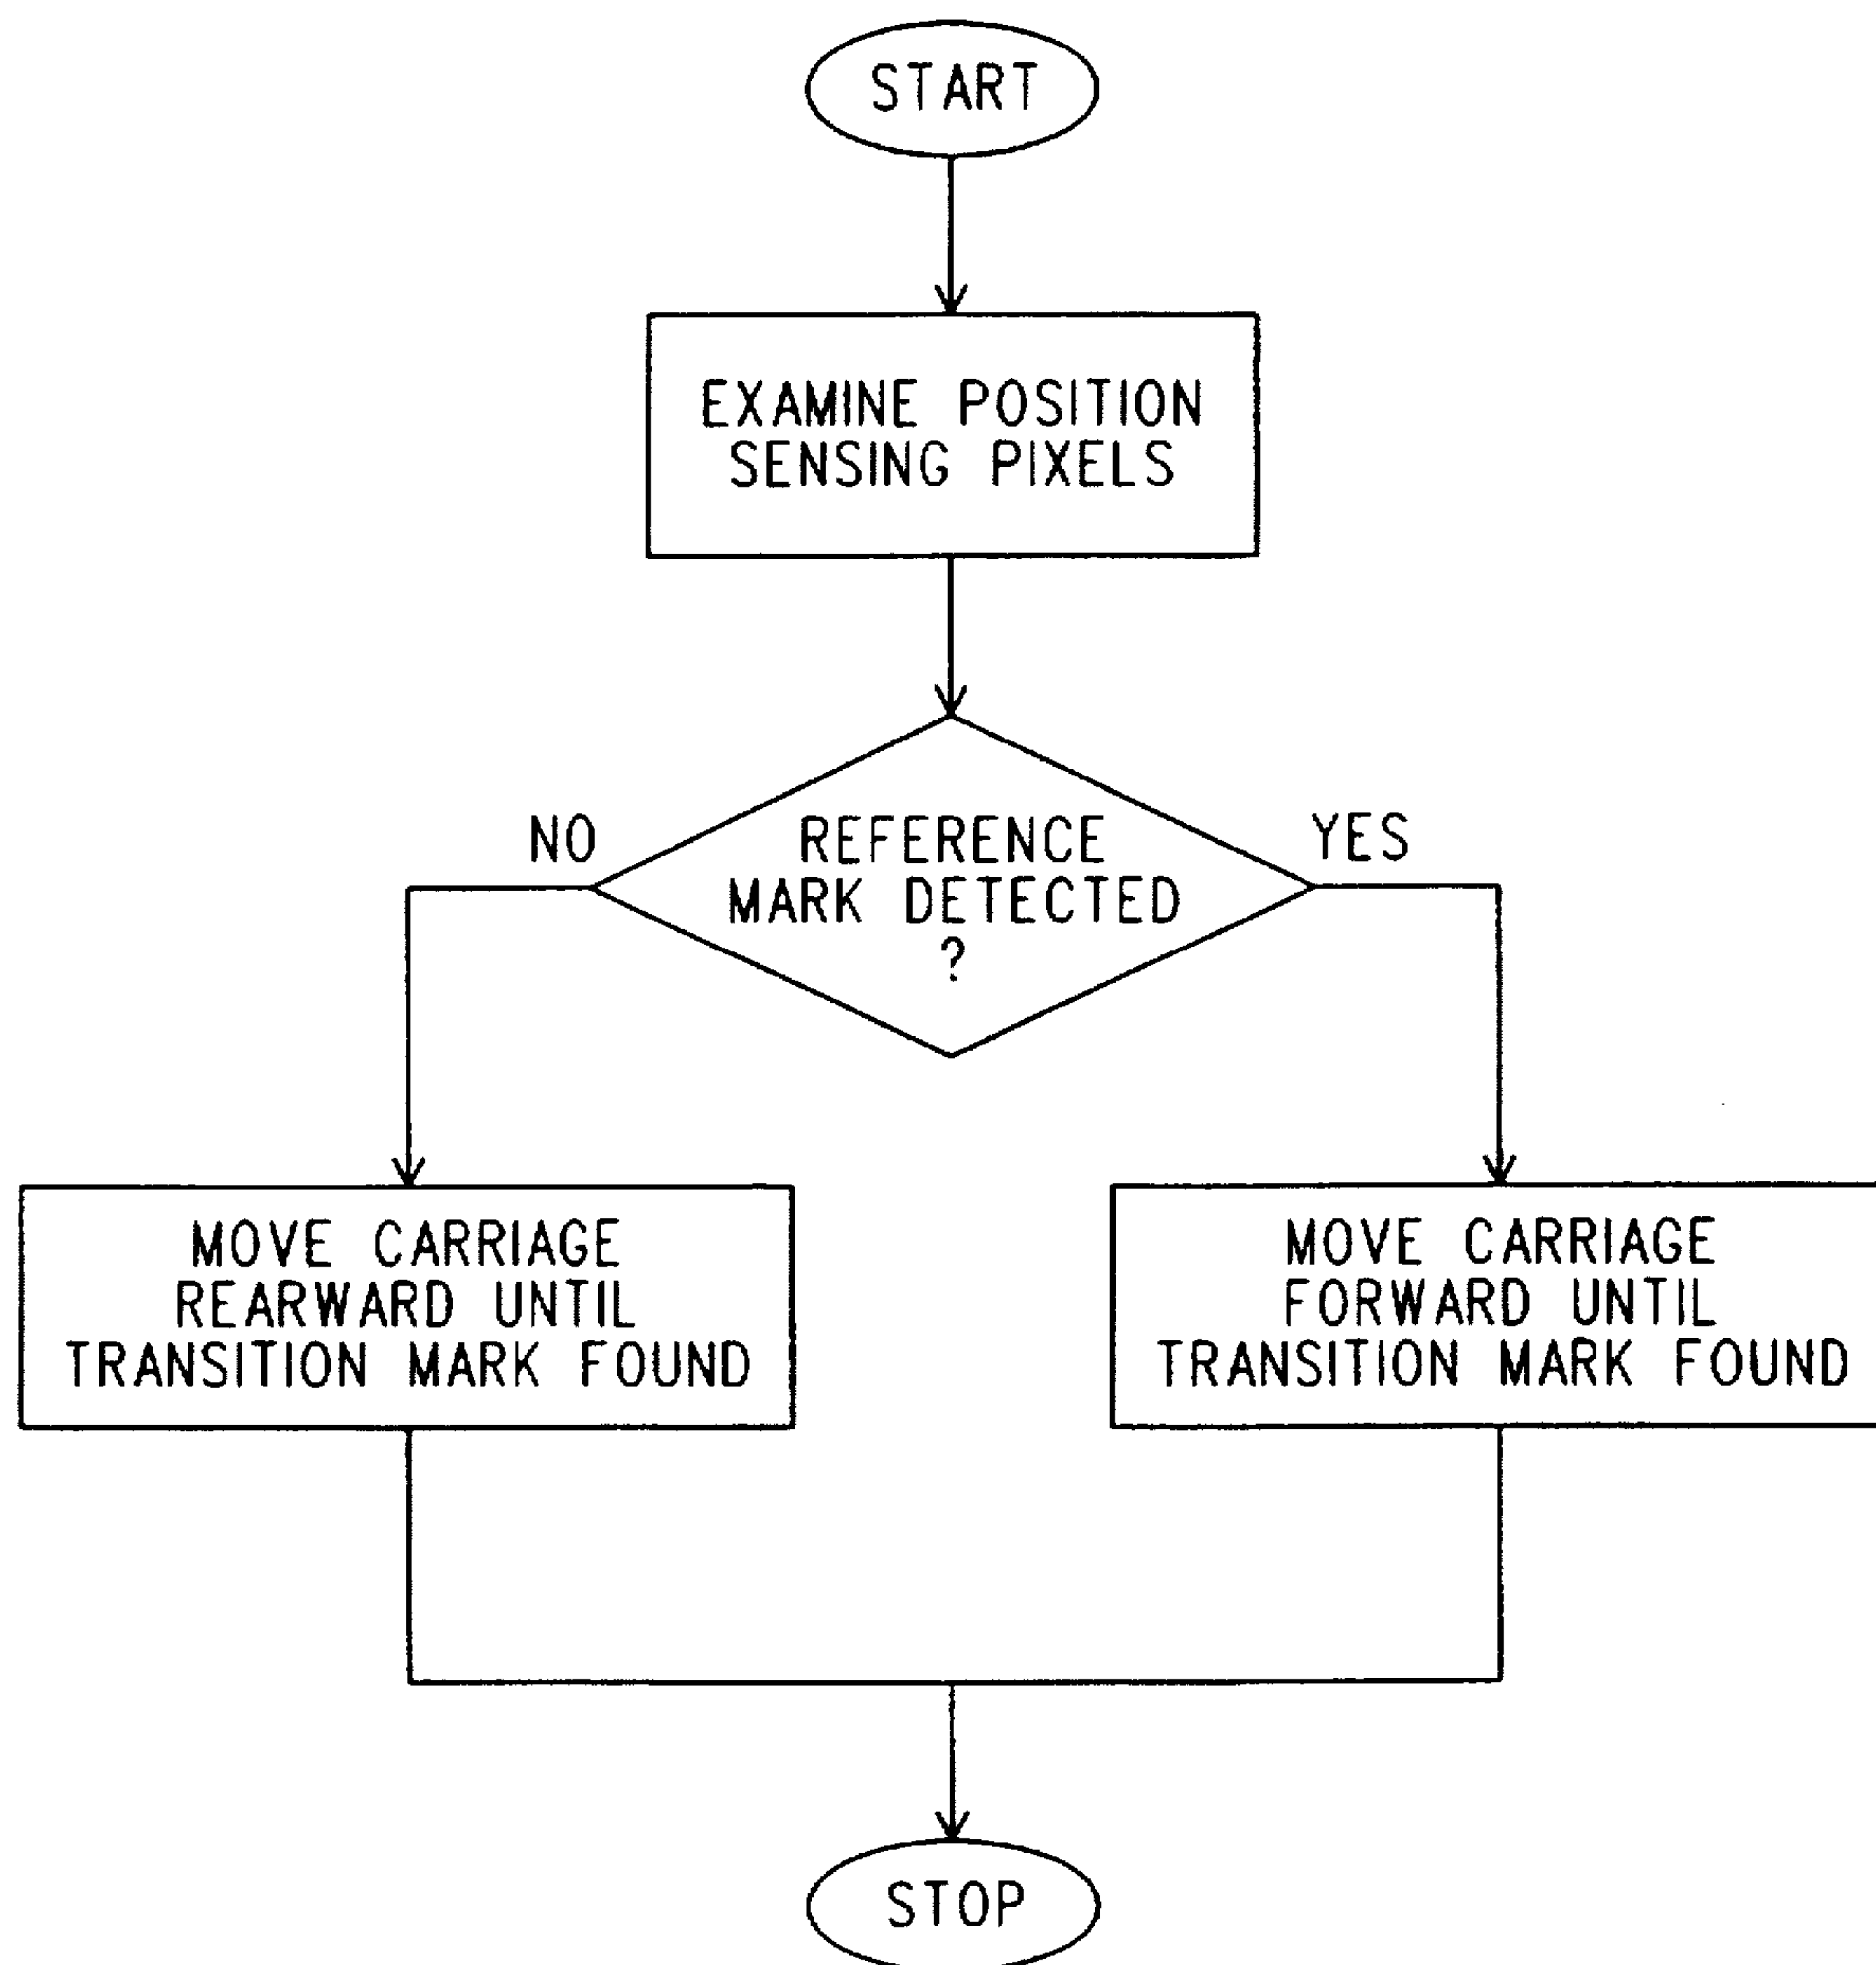 START
EXAMINE POSITION
SENSING PIXELS
NO
REFERENCE
MARK DETECTED
?
YES
MOVE CARRIAGE
REARWARD UNTIL
TRANSITION MARK FOUND
MOVE CARRIAGE
FORWARD UNTIL
TRANSITION MARK FOUND
STOP